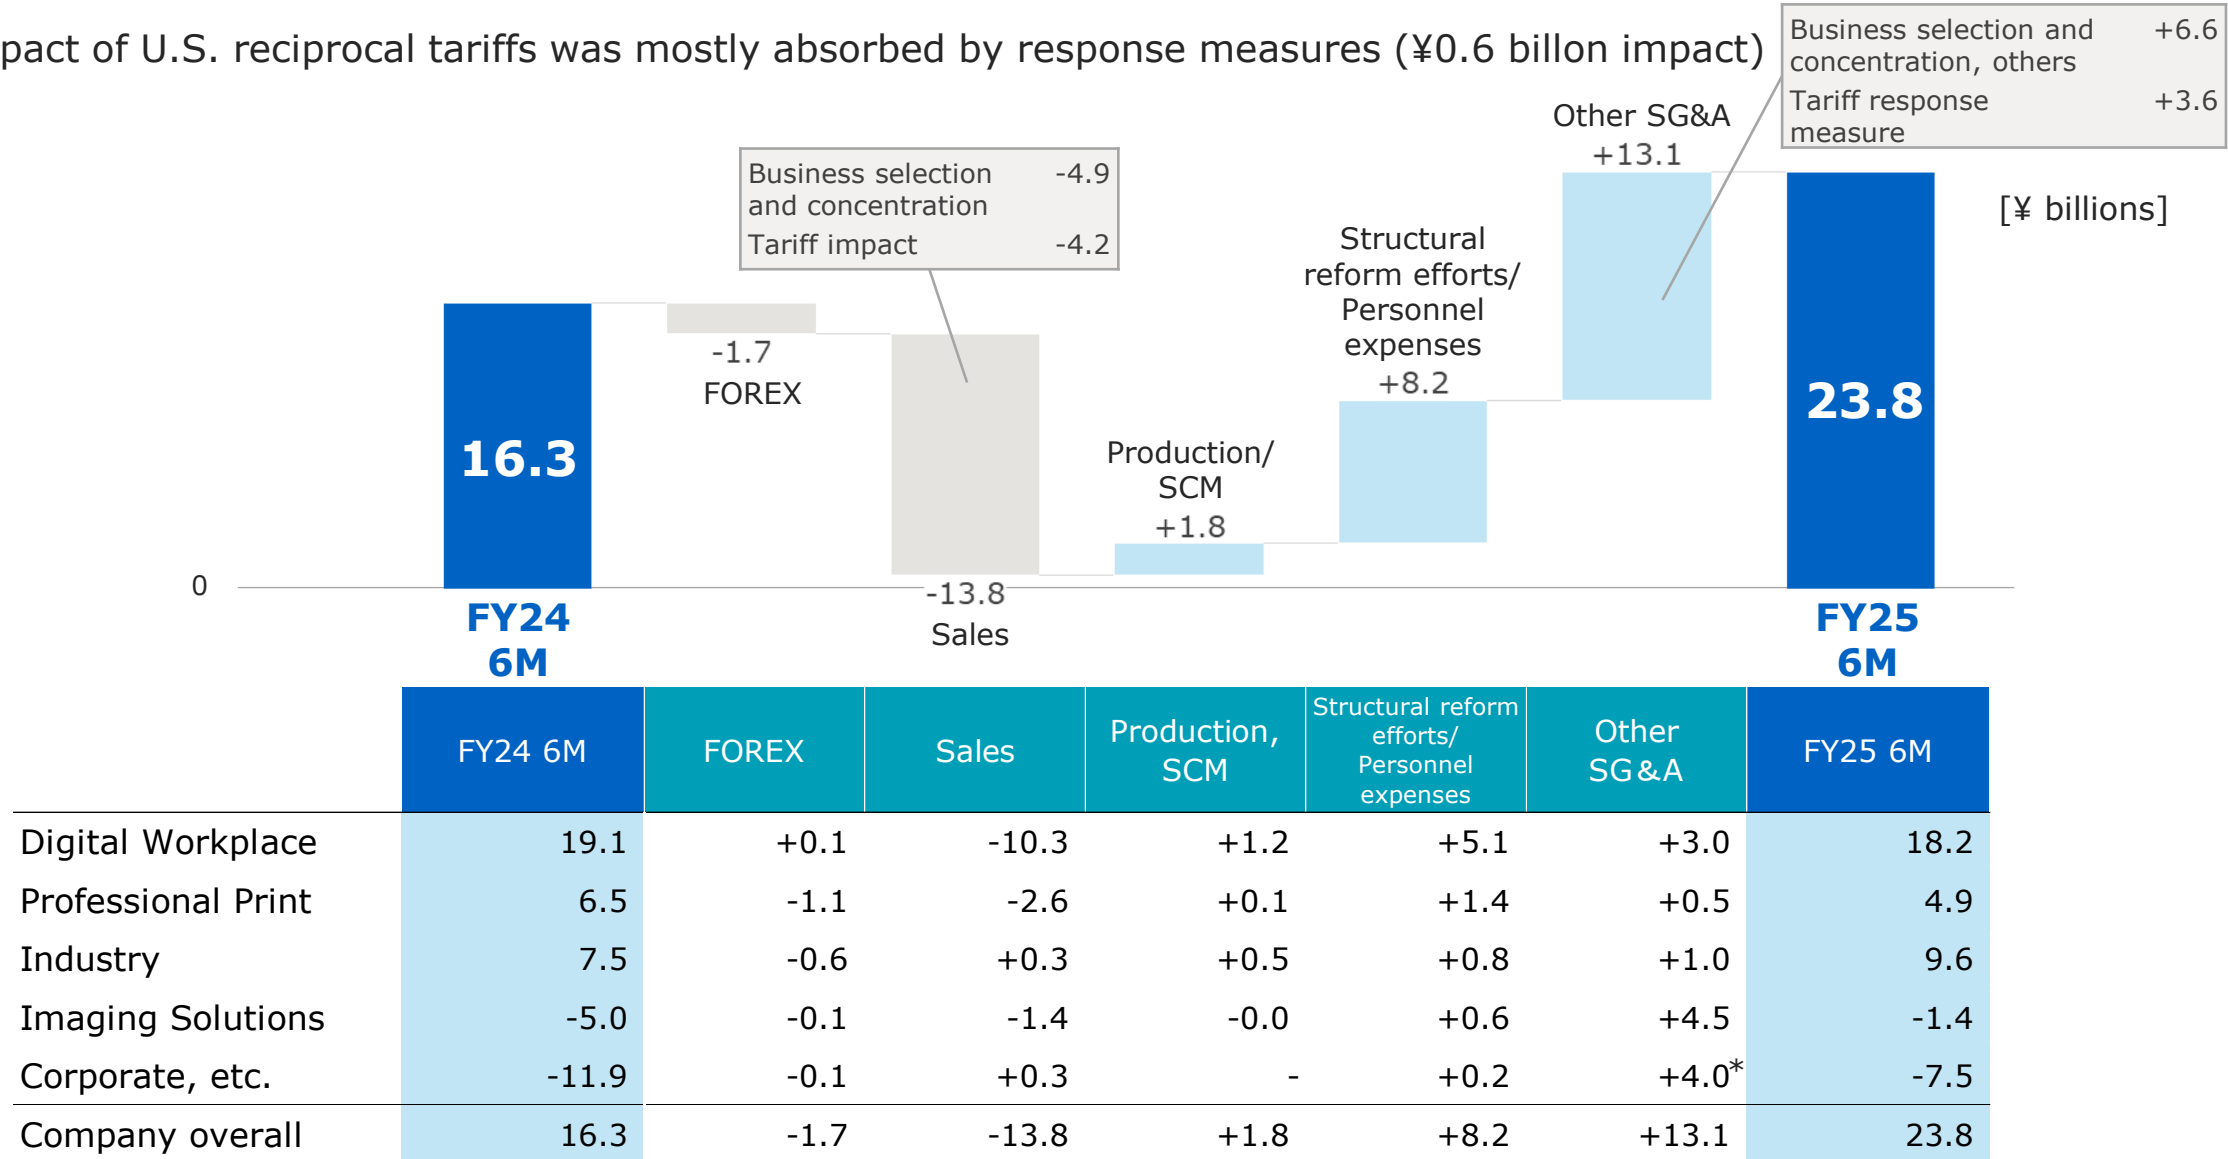 pact of U.S. reciprocal tariffs was mostly absorbed by response measures (¥0.6 billon impact)
Business selection and +6.6
concentration, others
Tariff response +3.6
measure
Other SG&A
+13.1
Business selection -4.9
and concentration
Tariff impact -4.2
[¥ billions]
Structural
reform efforts/
Personnel
expenses
+8.2
-1.7
FOREX
16.3
23.8
Production/
SCM
+1.8
0
-13.8
Sales
FY24
6M
FY25
6M
FY24 6M FOREX Sales Production, SCM Structural reform efforts/ Personnel expenses Other SG&A FY25 6M
Digital Workplace 19.1 +0.1 -10.3 +1.2 +5.1 +3.0 18.2
Professional Print 6.5 -1.1 -2.6 +0.1 +1.4 +0.5 4.9
Industry 7.5 -0.6 +0.3 +0.5 +0.8 +1.0 9.6
Imaging Solutions -5.0 -0.1 -1.4 -0.0 +0.6 +4.5 -1.4
Corporate, etc. -11.9 -0.1 +0.3 - +0.2 +4.0* -7.5
Company overall 16.3 -1.7 -13.8 +1.8 +8.2 +13.1 23.8